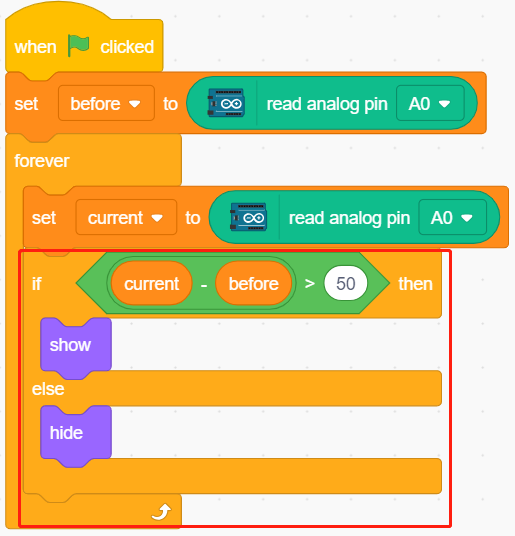 when clicked
set before to read analog pin A0
forever
set current to read analog pin A0
if current - before > 50 then
show
else
hide